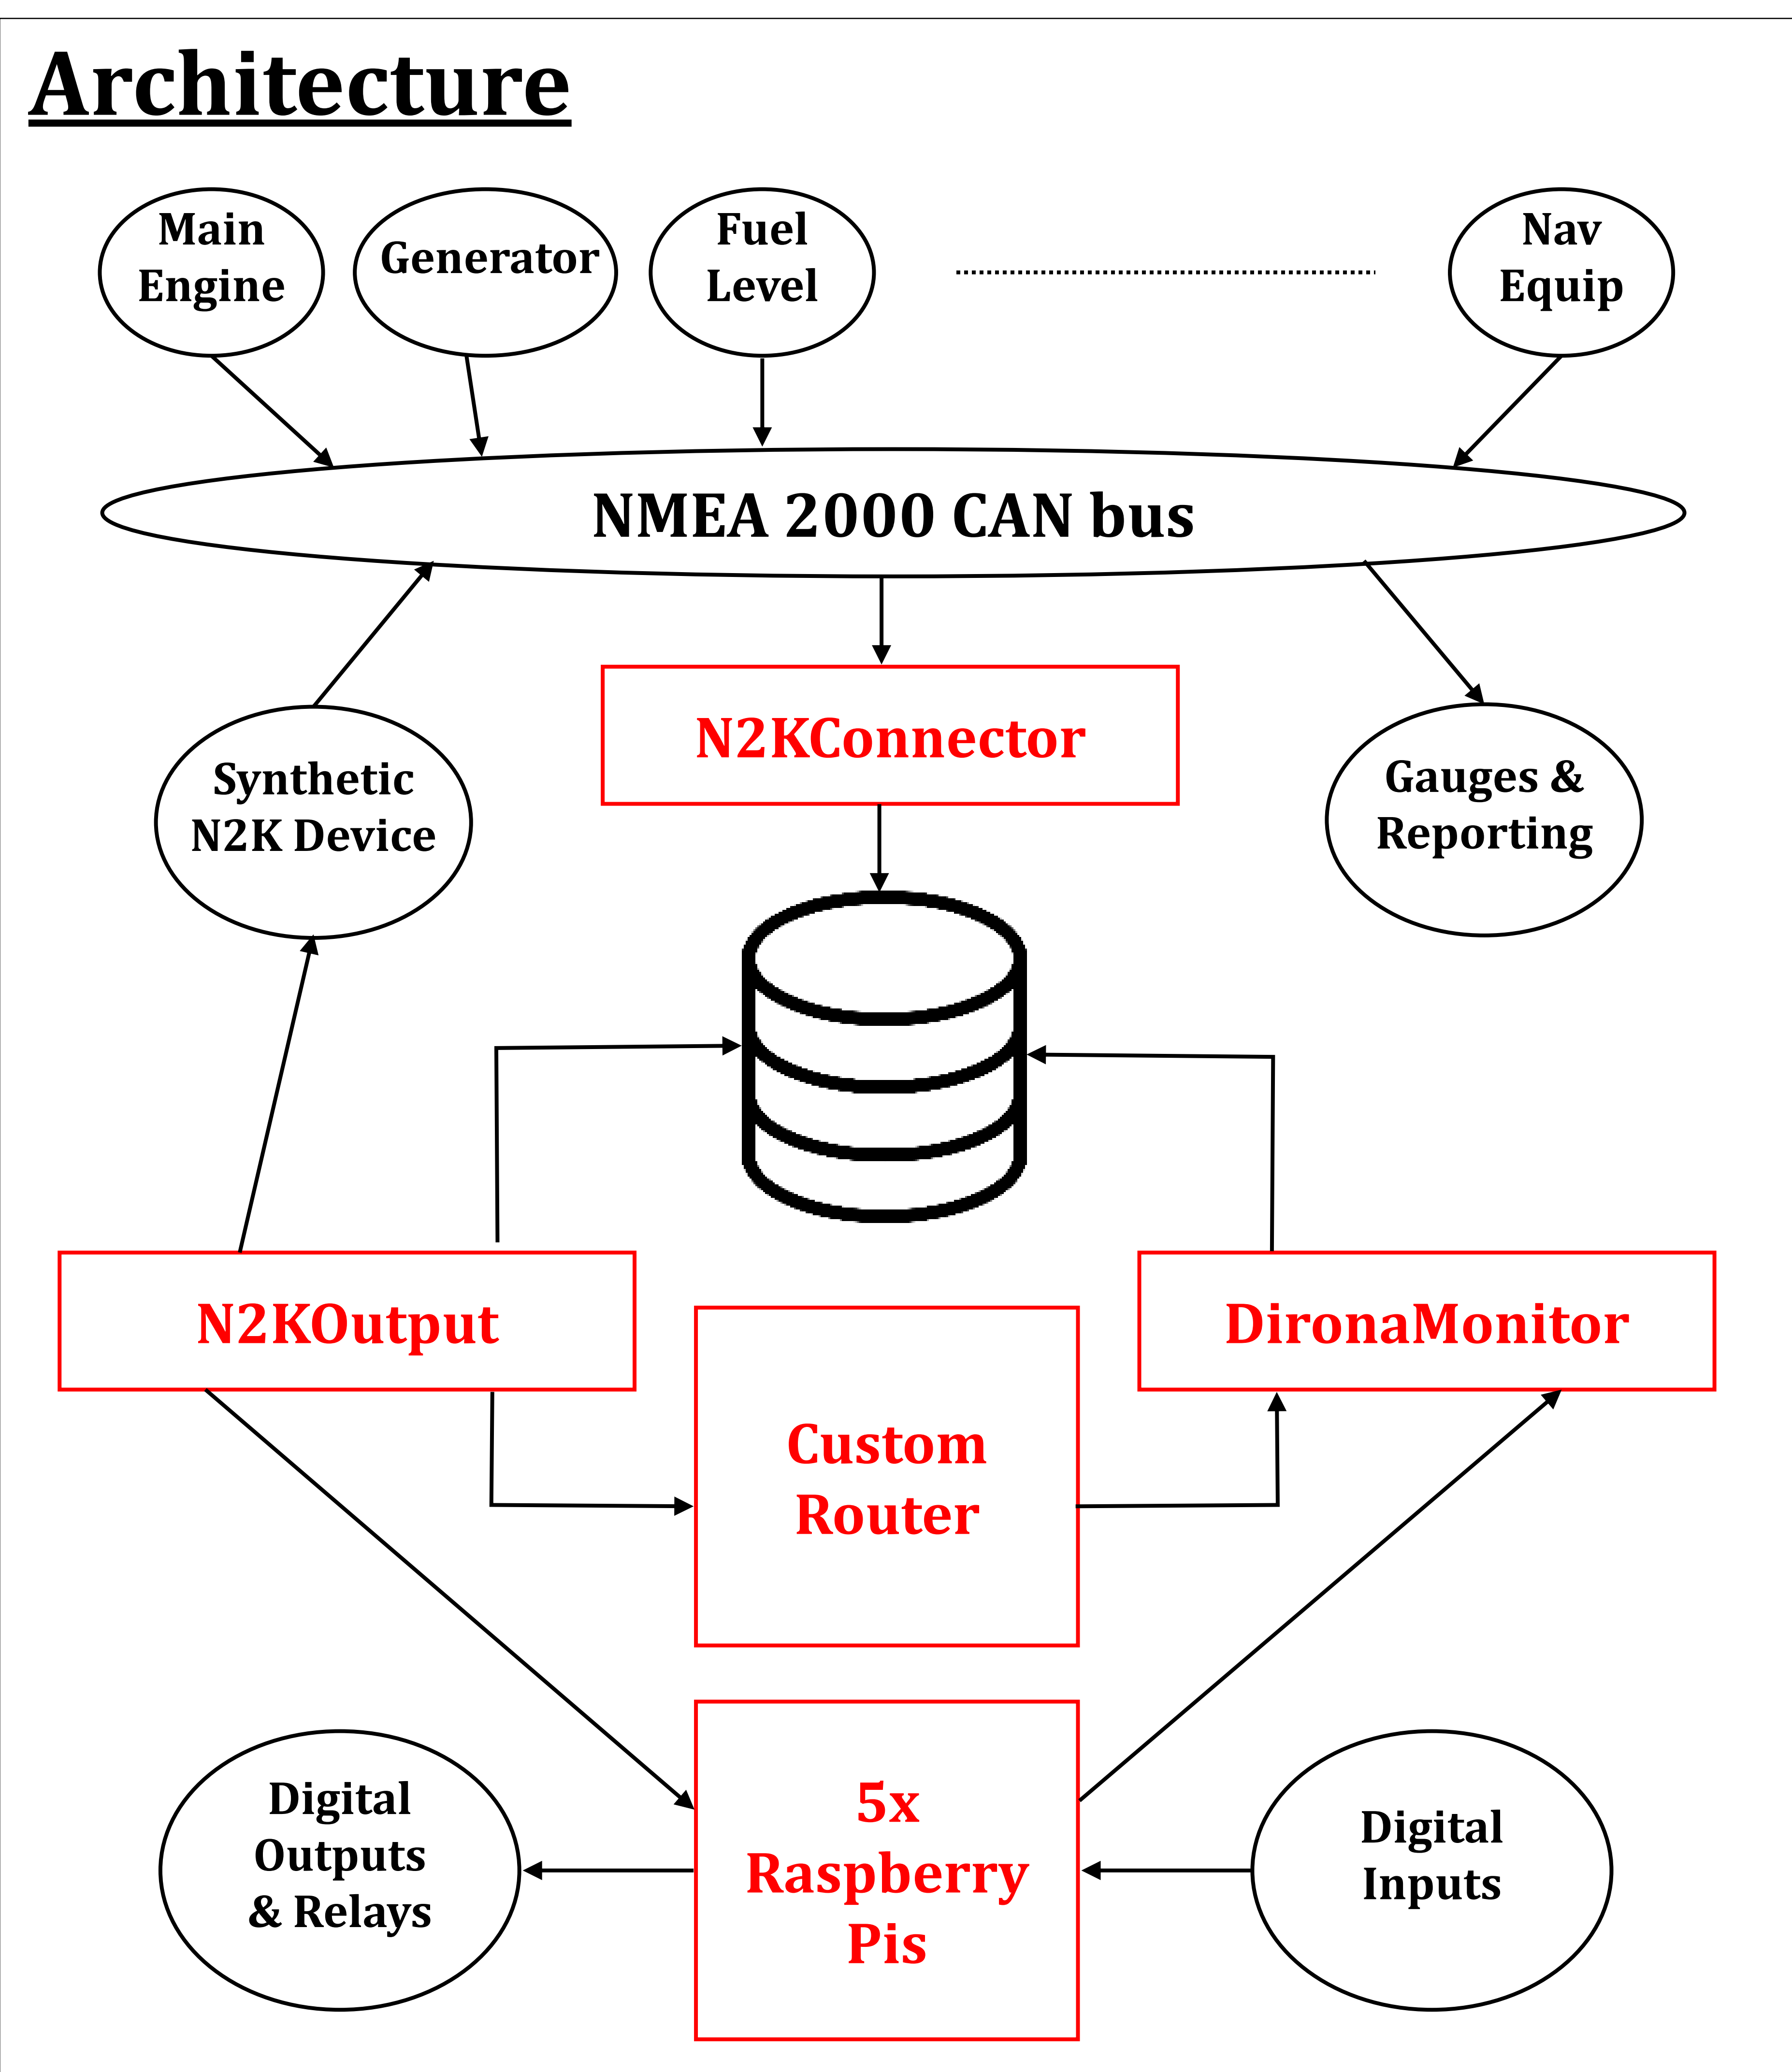 Architecture
Main
Engine
Generator
Fuel
Level
Nav
Equip
NMEA 2000 CAN bus
N2KConnector
Synthetic
N2K Device
Gauges &
Reporting
N2KOutput
DironaMonitor
Custom
Router
5x
Raspberry
Pis
Digital
Outputs
& Relays
Digital
Inputs